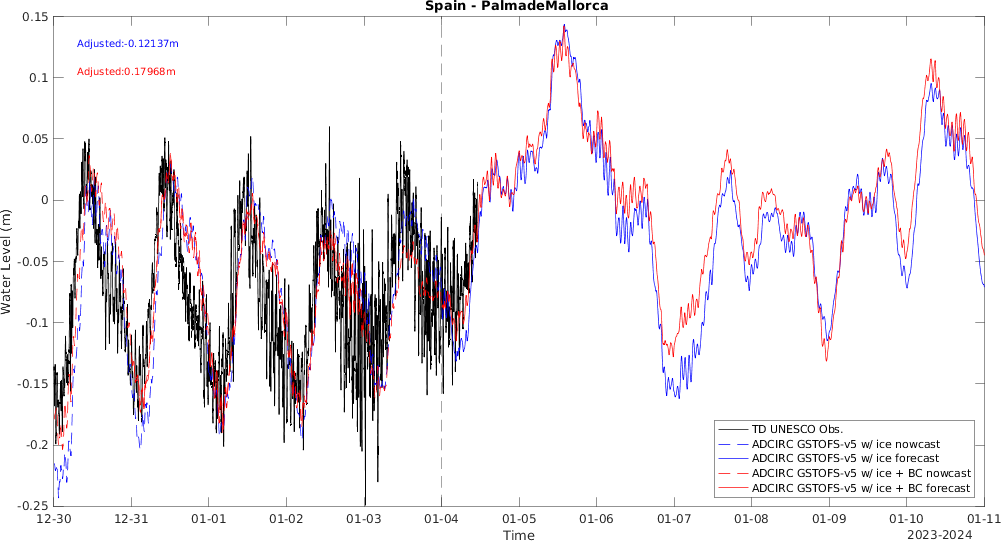 Spain - PalmadeMallorca
Adjusted:-0.12137m
Adjusted:0.17968m
Water Level (m)
0.15
0.1
0.05
0
-0.05
-0.1
-0.15
-0.2
-0.25
TD UNESCO Obs.
ADCIRC GSTOFS-v5 w/ ice nowcast
ADCIRC GSTOFS-v5 w/ ice forecast
ADCIRC GSTOFS-v5 w/ ice + BC nowcast
ADCIRC GSTOFS-v5 w/ ice + BC forecast
12-30 12-31 01-01 01-02 01-03 01-04 01-05 01-06 01-07 01-08 01-09 01-10 01-11
Time
2023-2024